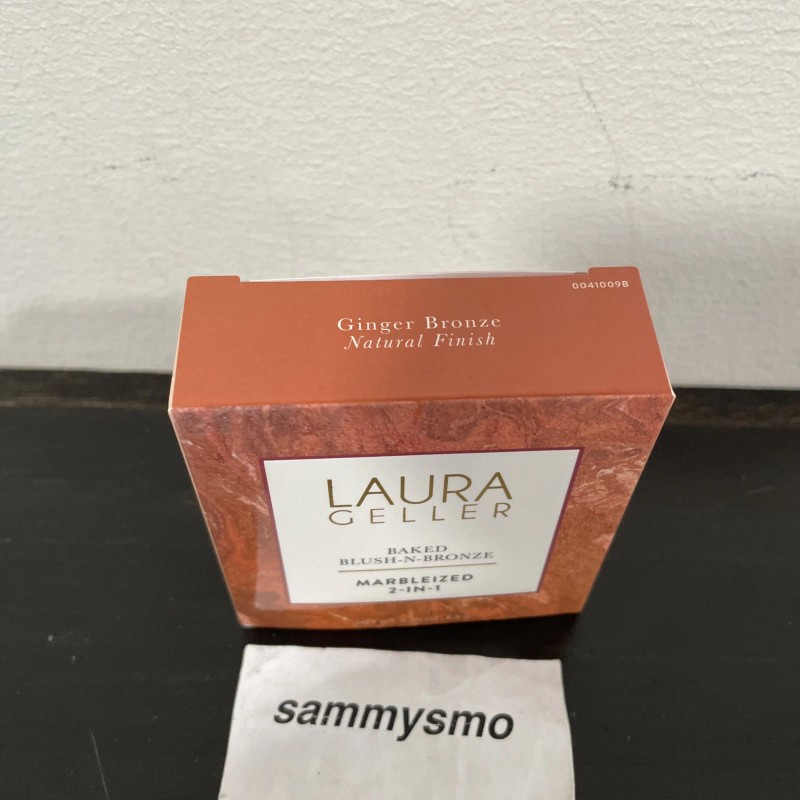 0041009B
Ginger Bronze
Natural Finish
LAURA
GELLER
BAKED
BLUSH-N-BRONZE
MARBLEIZED
2-IN-1
sammysmo